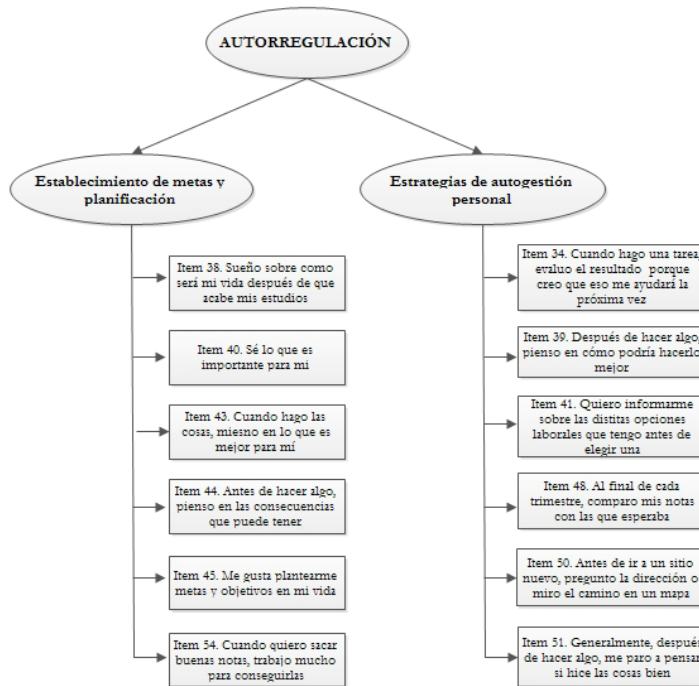 AUTORREGULACIÓN
Establecimiento de metas y
planificación
Item 38. Sueño sobre como
será mi vida después de que
acabe mis estudios
Item 40. Sé lo que es
importante para mi
Item 43. Cuando hago las
cosas, miesno en lo que es
mejor para mí
Item 44. Antes de hacer algo,
pienso en las consecuencias
que puede tener
Item 45. Me gusta plantearme
metas y objetivos en mi vida
Item 54. Cuando quiero sacar
buenas notas, trabajo mucho
para conseguirlas
Estrategias de autogestión
personal
Item 34. Cuando hago una tarea,
evaluo el resultado porque
creo que eso me ayudará la
próxima vez
Item 39. Después de hacer algo,
pienso en cómo podría hacerlo
mejor
Item 41. Quiero informarme
sobre las distitas opciones
laborales que tengo antes de
elegir una
Item 48. Al final de cada
trimestre, comparo mis notas
con las que esperaba
Item 50. Antes de ir a un sitio
nuevo, pregunto la dirección o
miro el camino en un mapa
Item 51. Generalmente, después
de hacer algo, me paro a pensar
si hice las cosas bien